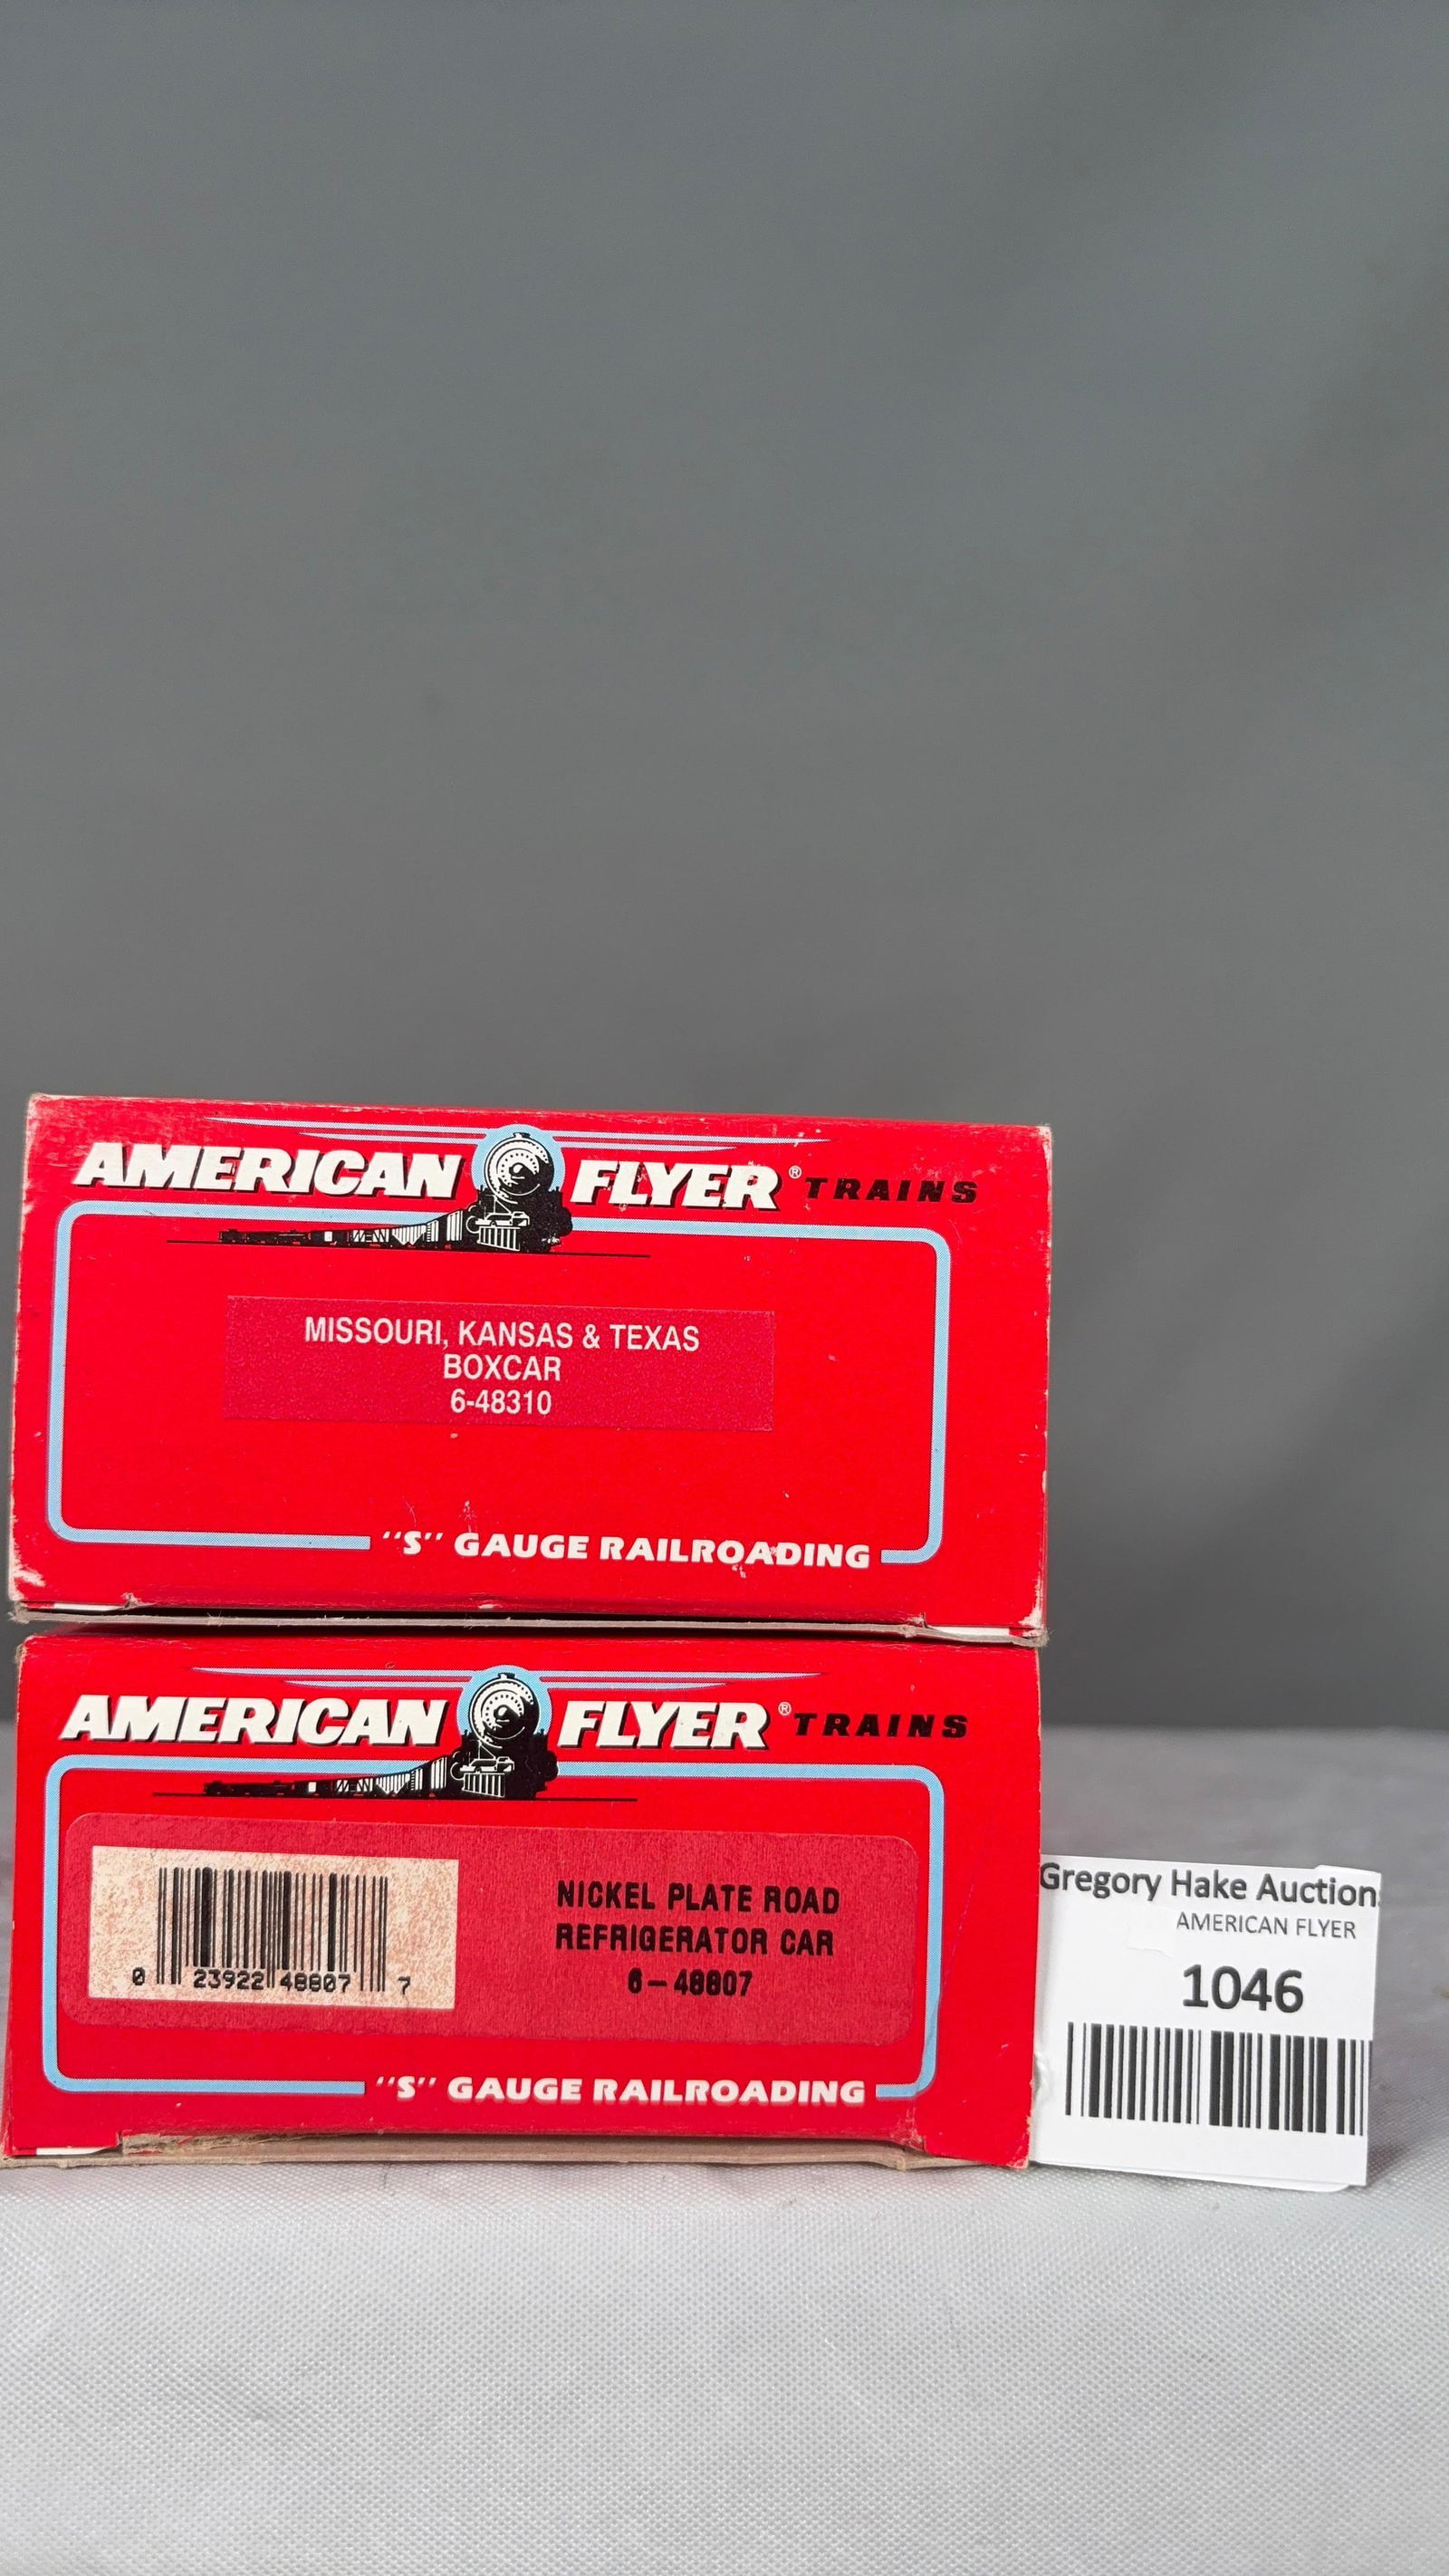 AMERICAN FLYER® TRAINS
MISSOURI, KANSAS & TEXAS
BOXCAR
6-48310
"S" GAUGE RAILROADING
AMERICAN FLYER® TRAINS
NICKEL PLATE ROAD
REFRIGERATOR CAR
6-48807
0 23922 48807 7
"S" GAUGE RAILROADING
Gregory Hake Auction
AMERICAN FLYER
1046